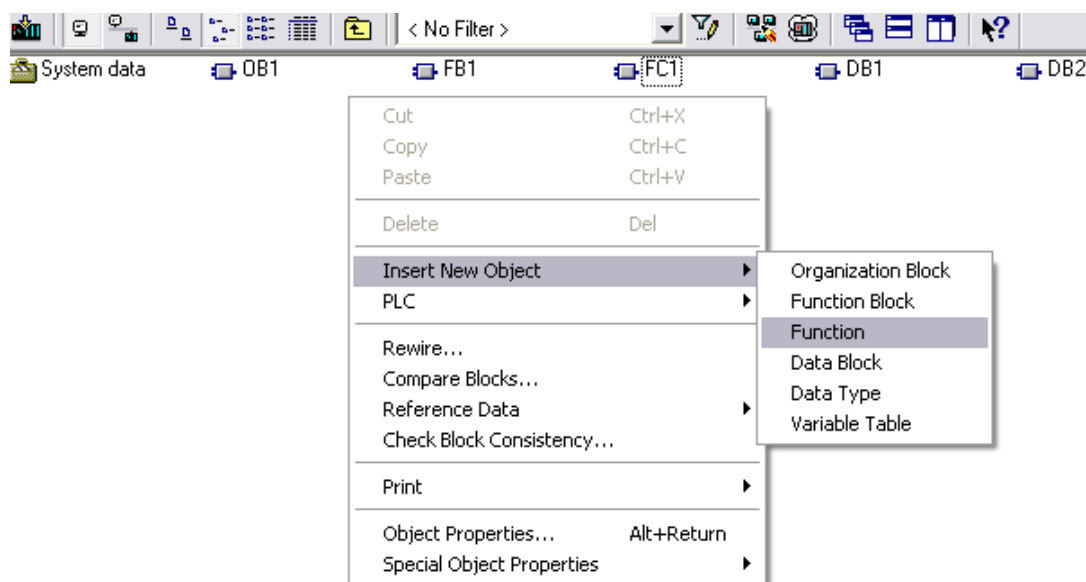 < No Filter >
System data OB1 FB1 FC1 DB1 DB2
Cut Ctrl+X
Copy Ctrl+C
Paste Ctrl+V
Delete Del
Insert New Object
PLC
Rewire...
Compare Blocks...
Reference Data
Check Block Consistency...
Print
Object Properties... Alt+Return
Special Object Properties
Organization Block
Function Block
Function
Data Block
Data Type
Variable Table